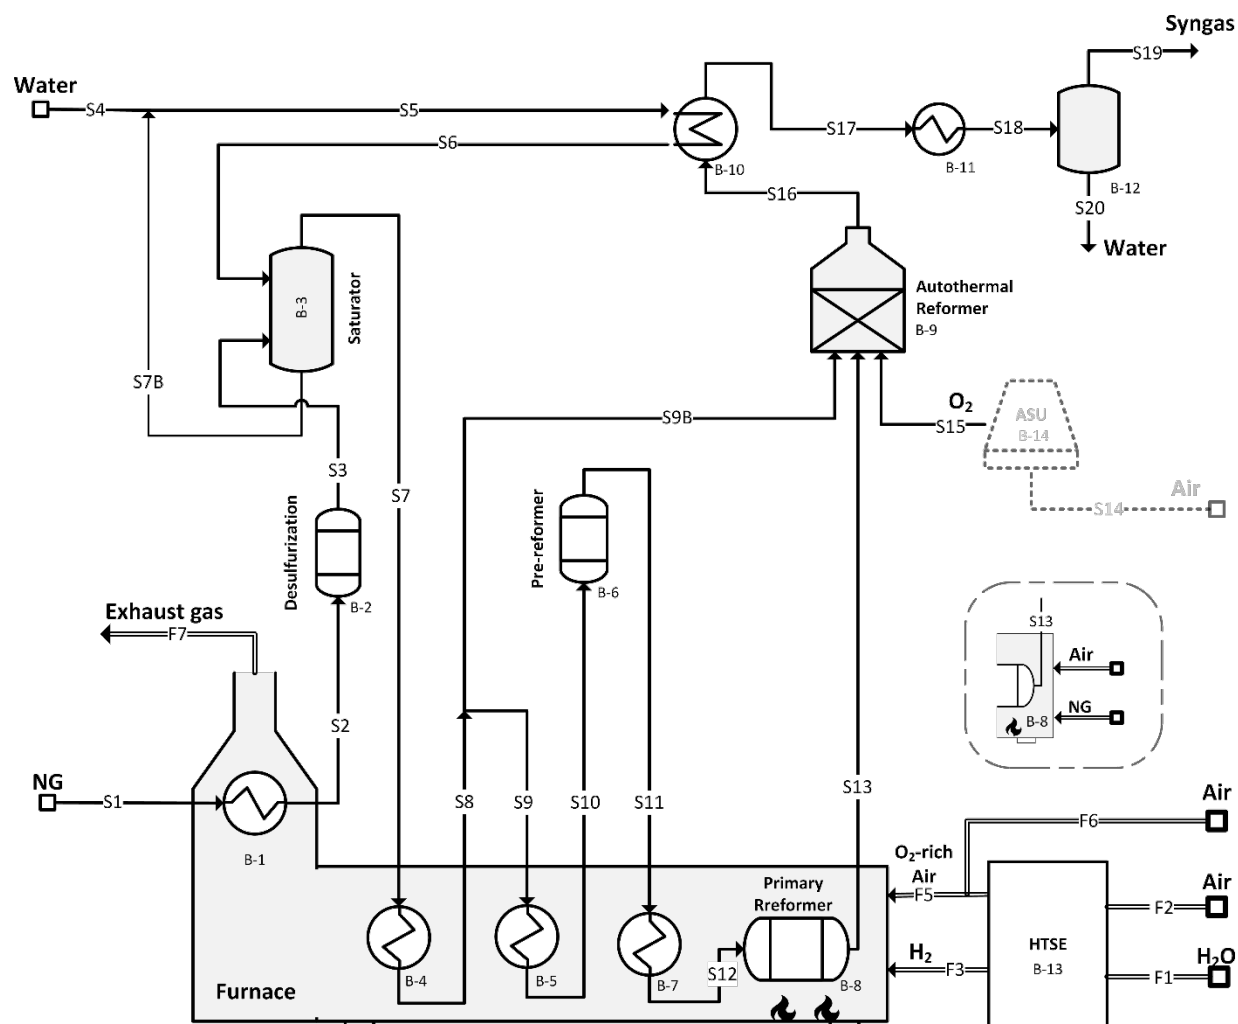 Syngas
S19
Water
S4
S5
S6
S17
S18
B-10
B-11
B-12
S16
S20
Water
B-3
Saturator
Autothermal
Reformer
B-9
S7B
S9B
O2
S15
ASU
B-14
Air
S14
S3
S7
Desulfurization
B-2
Pre-reformer
B-6
Exhaust gas
F7
S13
Air
NG
B-8
S2
NG
S1
B-1
S8
S9
S10
S11
S13
Air
F6
O2-rich
Air
F5
Air
F2
Primary
Rreformer
HTSE
B-13
H2
F3
H2O
F1
S12
B-4
B-5
B-7
B-8
Furnace